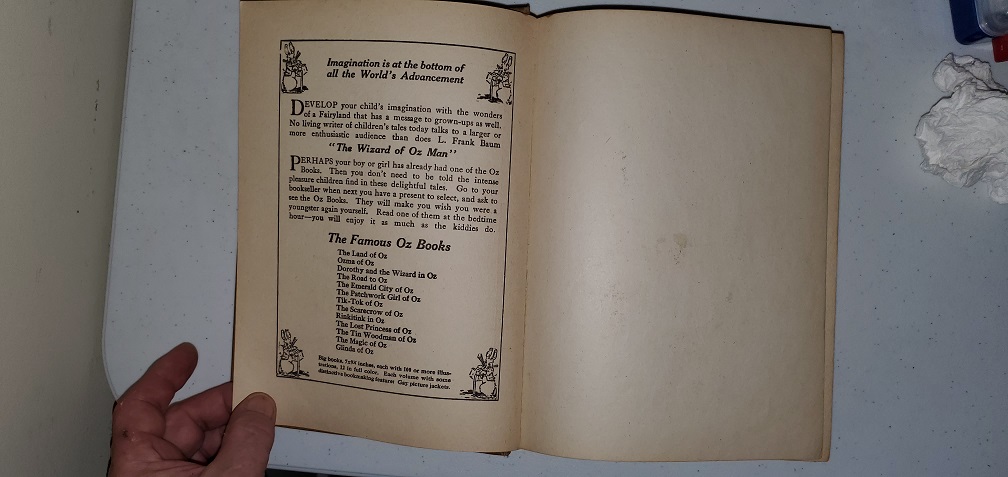 Imagination is at the bottom of
all the World's Advancement
DEVELOP your child's imagination with the wonders
of a Fairyland that has a message to grown-ups as well.
No living writer of children's tales today talks to a larger or
more enthusiastic audience than does L. Frank Baum
"The Wizard of Oz Man"
PERHAPS your boy or girl has already had one of the Oz
Books. Then you don't need to be told the intense
pleasure children find in these delightful tales. Go to your
bookseller when next you have a present to select, and ask to
see the Oz Books. They will make you wish you were a
youngster again yourself. Read one of them at the bedtime
hour—you will enjoy it as much as the kiddies do.
The Famous Oz Books
The Land of Oz
Ozma of Oz
Dorothy and the Wizard in Oz
The Road to Oz
The Emerald City of Oz
The Patchwork Girl of Oz
Tik-Tok of Oz
The Scarecrow of Oz
Rinkitink in Oz
The Lost Princess of Oz
The Tin Woodman of Oz
The Magic of Oz
Glinda of Oz
Big books, 7x9¼ inches, each with 100 or more illus-
trations, 12 in full color. Each volume with some
distinctive bookmaking feature. Gay picture jackets.